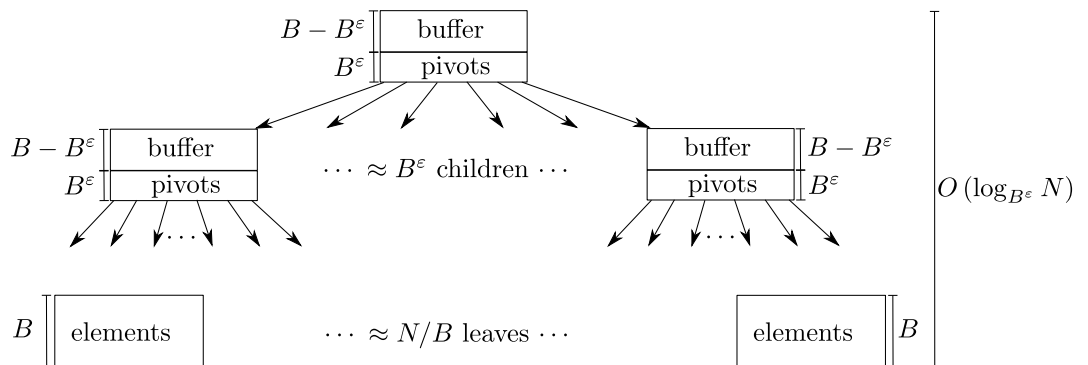 B − B^ε buffer
B^ε pivots
B − B^ε buffer buffer B − B^ε
⋯ ≈ B^ε children ⋯
B^ε pivots pivots B^ε
O (log_{B^ε} N)
⋯ ⋯
B elements ⋯ ≈ N/B leaves ⋯ elements B